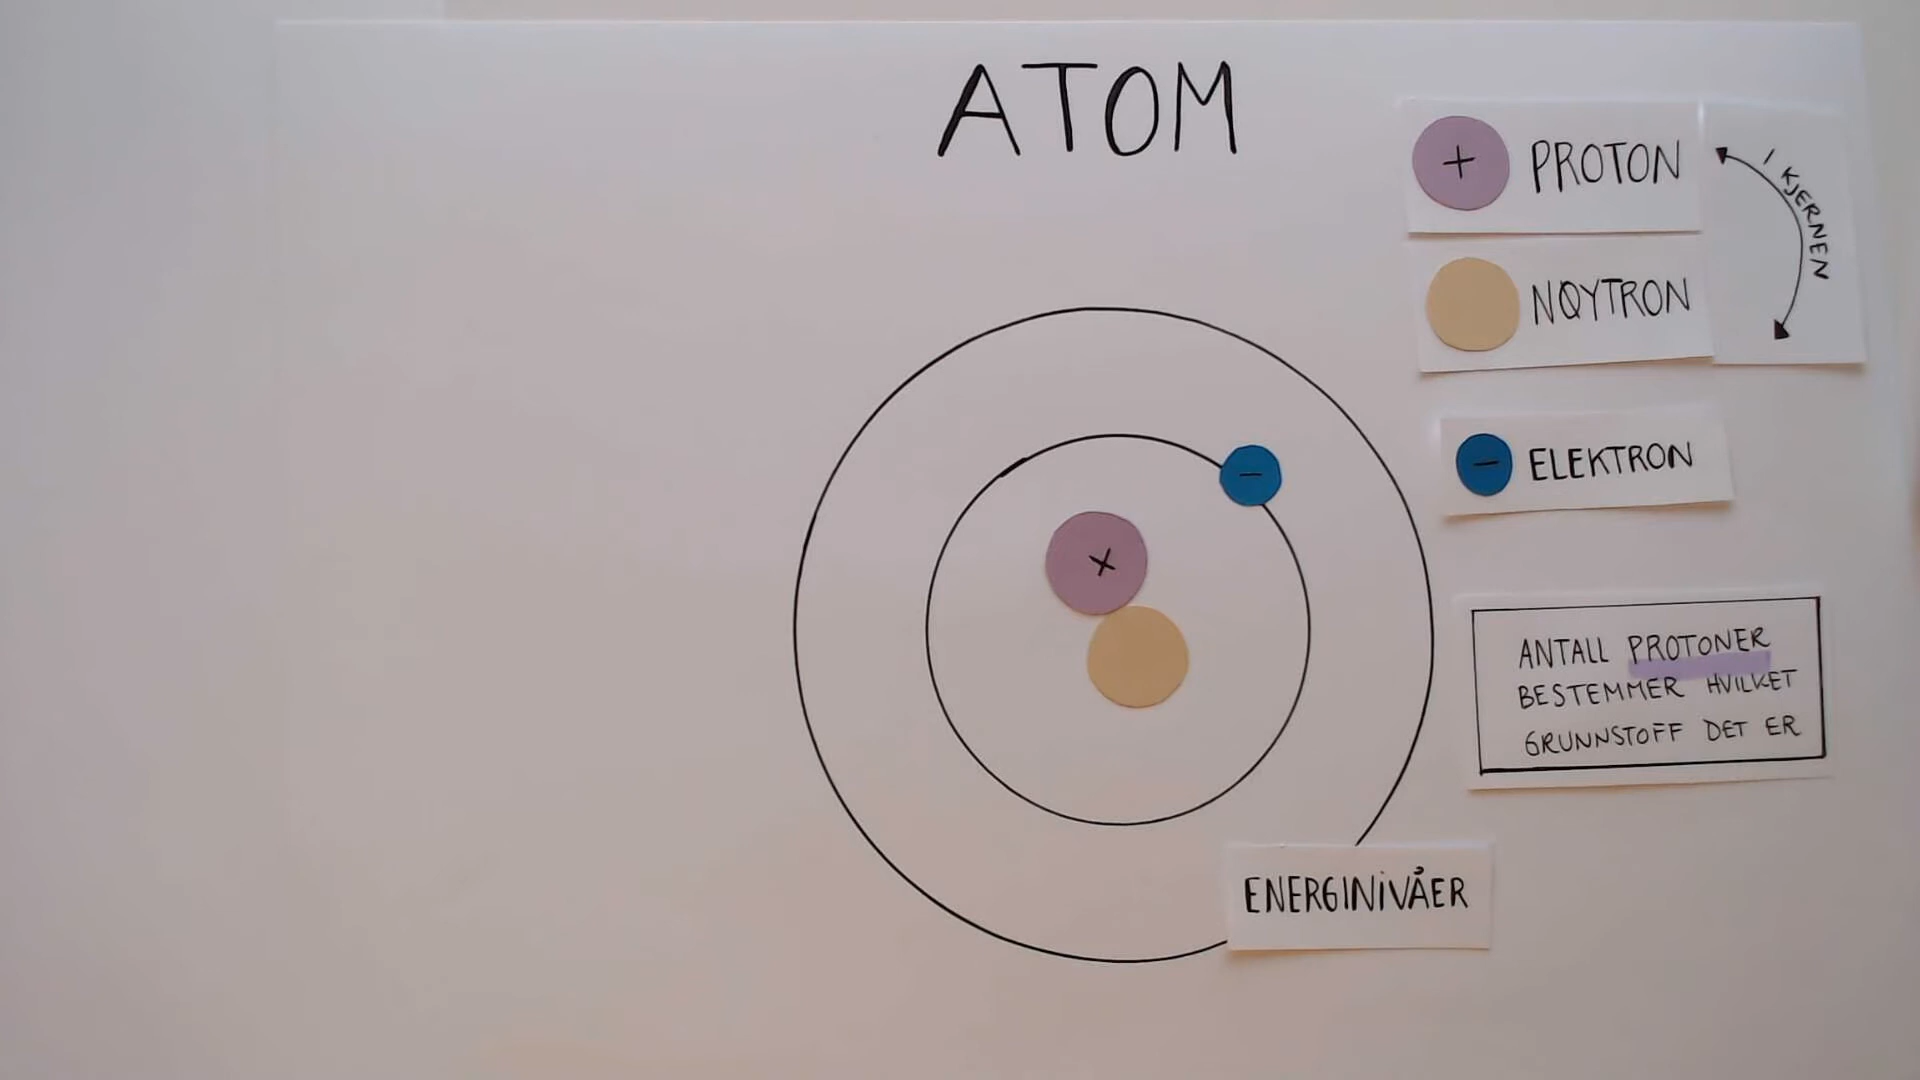 ATOM
+ PROTON
I KJERNEN
NØYTRON
- ELEKTRON
-
+
ANTALL PROTONER
BESTEMMER HVILKET
GRUNNSTOFF DET ER
ENERGINIVÅER